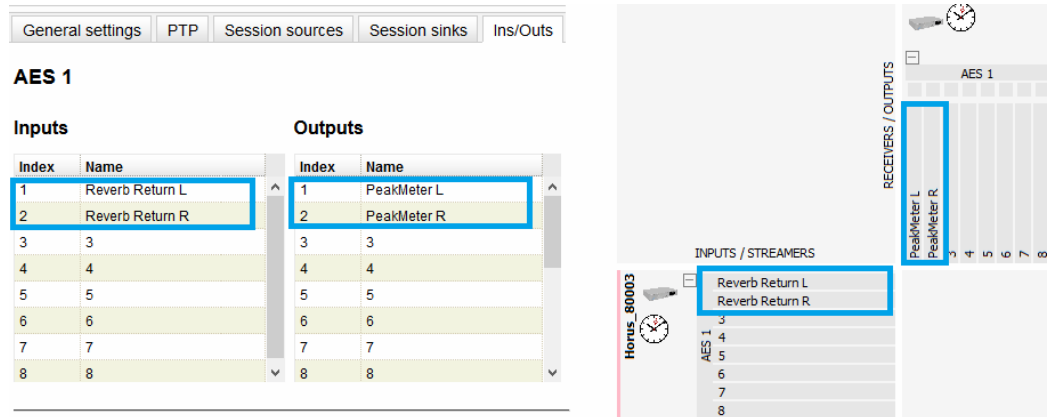 General settings PTP Session sources Session sinks Ins/Outs
AES 1
Inputs
Index Name
1 Reverb Return L
2 Reverb Return R
3 3
4 4
5 5
6 6
7 7
8 8
Outputs
Index Name
1 PeakMeter L
2 PeakMeter R
3 3
4 4
5 5
6 6
7 7
8 8
RECEIVERS / OUTPUTS
AES 1
PeakMeter L
PeakMeter R
3
4
5
6
7
8
INPUTS / STREAMERS
Horus_80003
AES 1
Reverb Return L
Reverb Return R
3
4
5
6
7
8